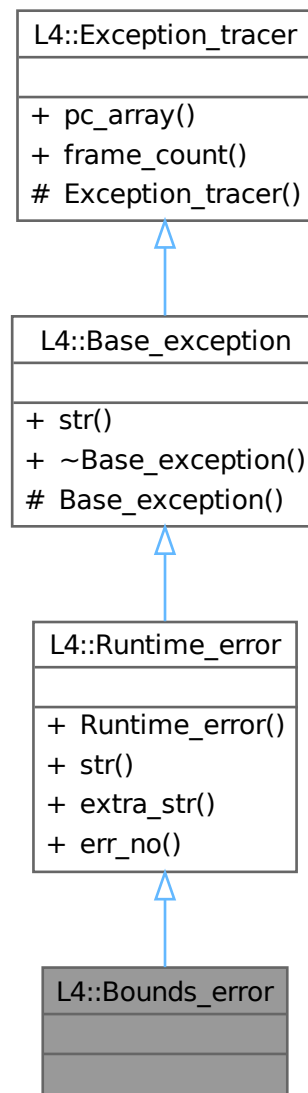 L4::Exception_tracer
+ pc_array()
+ frame_count()
# Exception_tracer()
L4::Base_exception
+ str()
+ ~Base_exception()
# Base_exception()
L4::Runtime_error
+ Runtime_error()
+ str()
+ extra_str()
+ err_no()
L4::Bounds_error